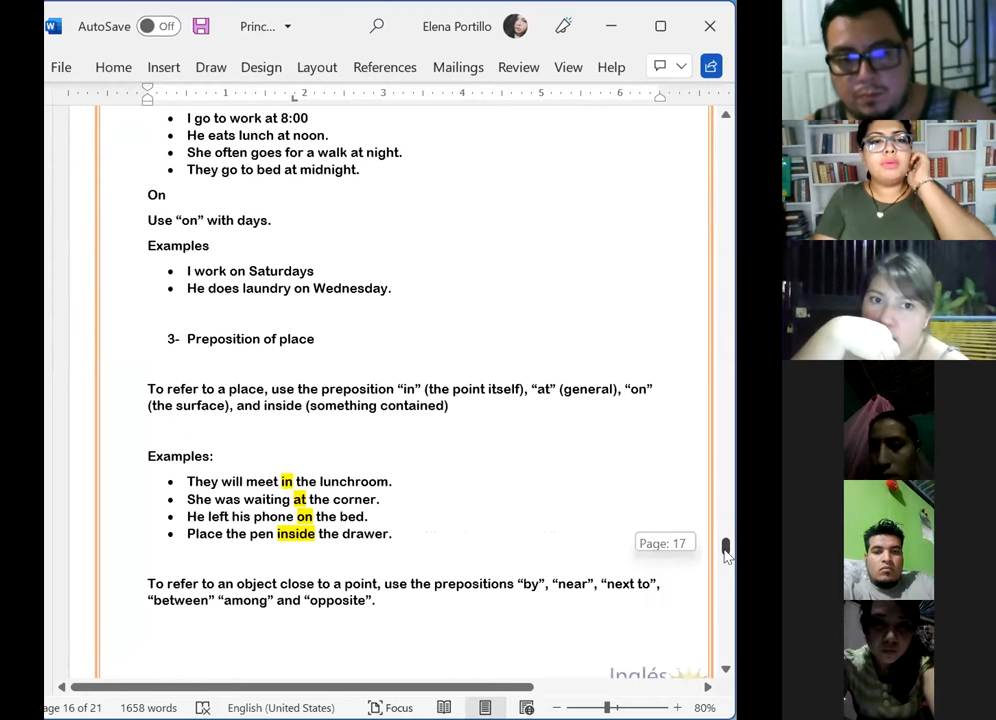 AutoSave Off Princ... Elena Portillo
File Home Insert Draw Design Layout References Mailings Review View Help
1 2 3 4 5 6
• I go to work at 8:00
• He eats lunch at noon.
• She often goes for a walk at night.
• They go to bed at midnight.
On
Use “on” with days.
Examples
• I work on Saturdays
• He does laundry on Wednesday.
3- Preposition of place
To refer to a place, use the preposition “in” (the point itself), “at” (general), “on”
(the surface), and inside (something contained)
Examples:
• They will meet in the lunchroom.
• She was waiting at the corner.
• He left his phone on the bed.
• Place the pen inside the drawer.
Page: 17
To refer to an object close to a point, use the prepositions “by”, “near”, “next to”,
“between” “among” and “opposite”.
Inglés
age 16 of 21 1658 words English (United States) Focus 80%